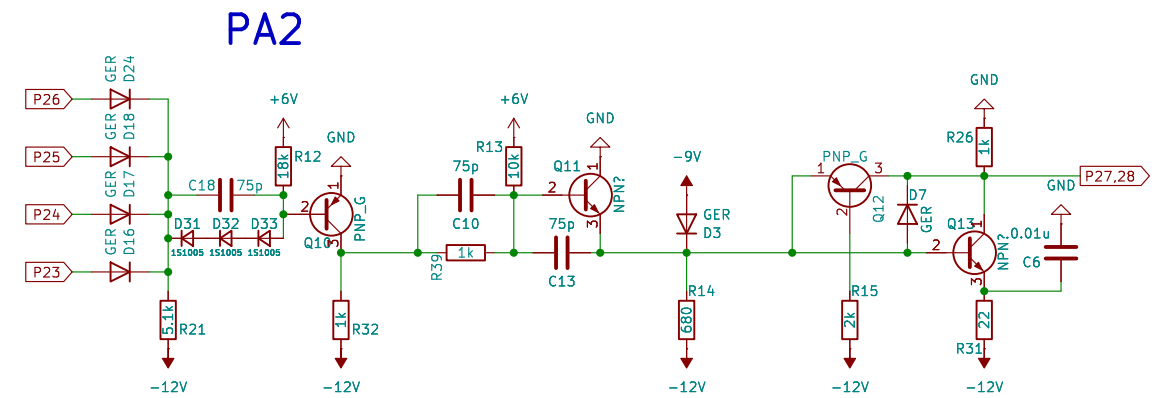 PA2
P26
GER
D24
P25
GER
D18
P24
GER
D17
P23
GER
D16
C18
75p
D31
D32
D33
1S1005
1S1005
1S1005
5.1k
R21
-12V
+6V
18k
R12
GND
1
2
3
Q10
PNP_G
1k
R32
-12V
75p
C10
R39
1k
+6V
R13
10k
GND
Q11
1
2
3
NPN?
75p
C13
-9V
GER
D3
R14
680
-12V
PNP_G
1
3
2
Q12
R15
2k
-12V
D7
GER
GND
R26
1k
P27,28
GND
Q13
1
2
3
NPN?
.01u
C6
22
R31
-12V